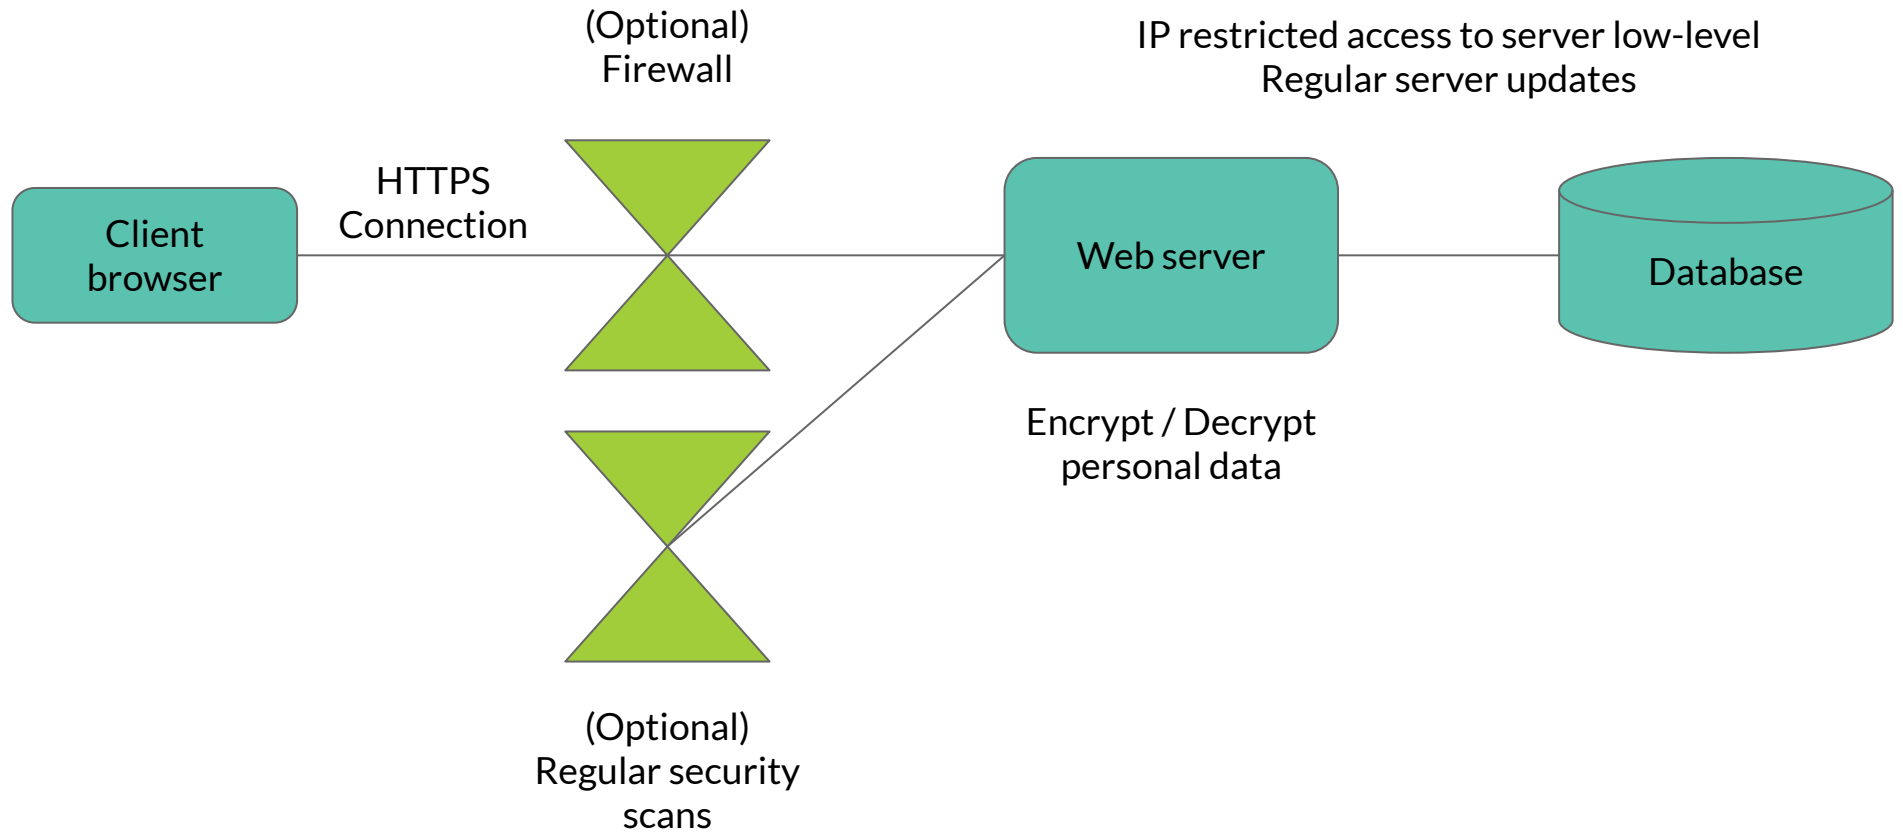 (Optional)
Firewall
IP restricted access to server low-level
Regular server updates
HTTPS
Connection
Client
browser
Web server
Database
Encrypt / Decrypt
personal data
(Optional)
Regular security
scans